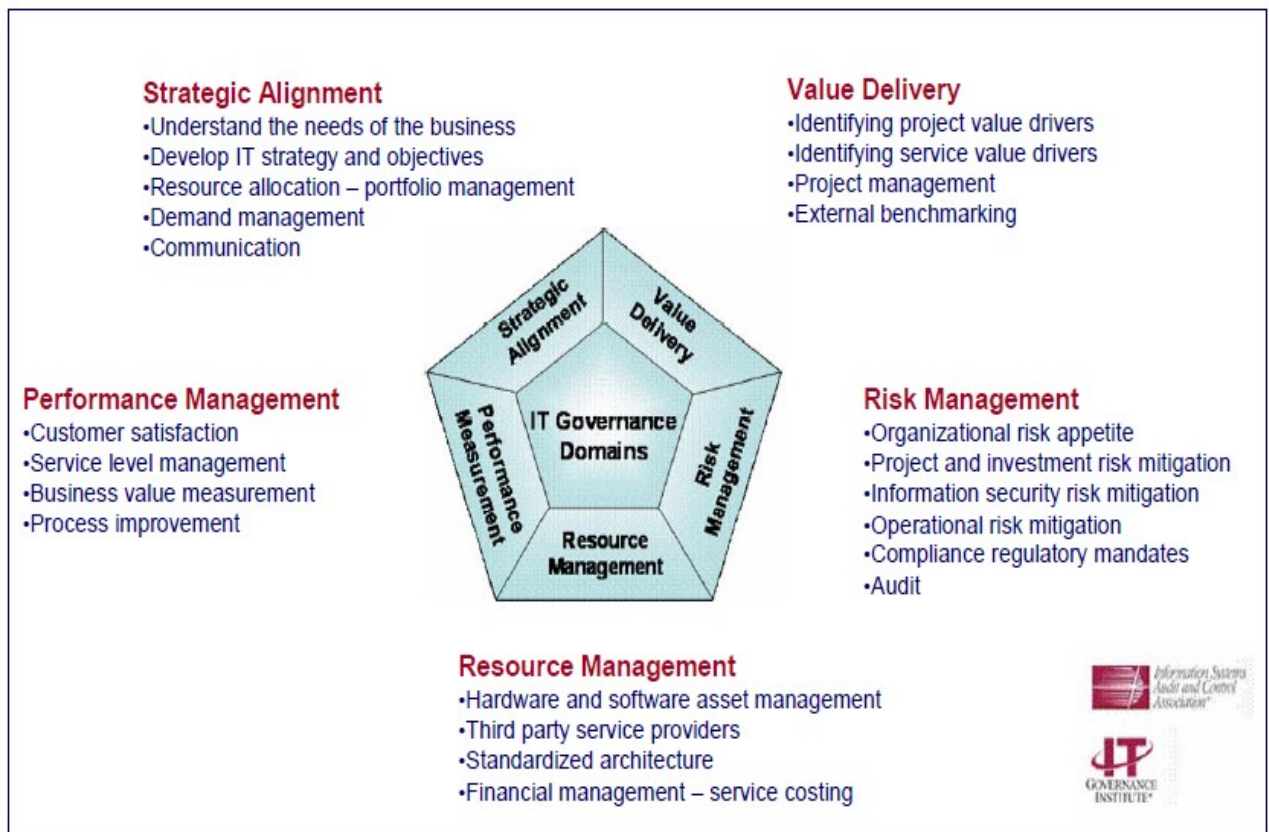 Strategic Alignment
•Understand the needs of the business
•Develop IT strategy and objectives
•Resource allocation – portfolio management
•Demand management
•Communication
Value Delivery
•Identifying project value drivers
•Identifying service value drivers
•Project management
•External benchmarking
Strategic
Alignment
Value
Delivery
Performance
Measurement
IT Governance
Domains
Risk
Management
Resource
Management
Performance Management
•Customer satisfaction
•Service level management
•Business value measurement
•Process improvement
Risk Management
•Organizational risk appetite
•Project and investment risk mitigation
•Information security risk mitigation
•Operational risk mitigation
•Compliance regulatory mandates
•Audit
Resource Management
•Hardware and software asset management
•Third party service providers
•Standardized architecture
•Financial management – service costing
Information Systems
Audit and Control
Association®
IT
GOVERNANCE
INSTITUTE®